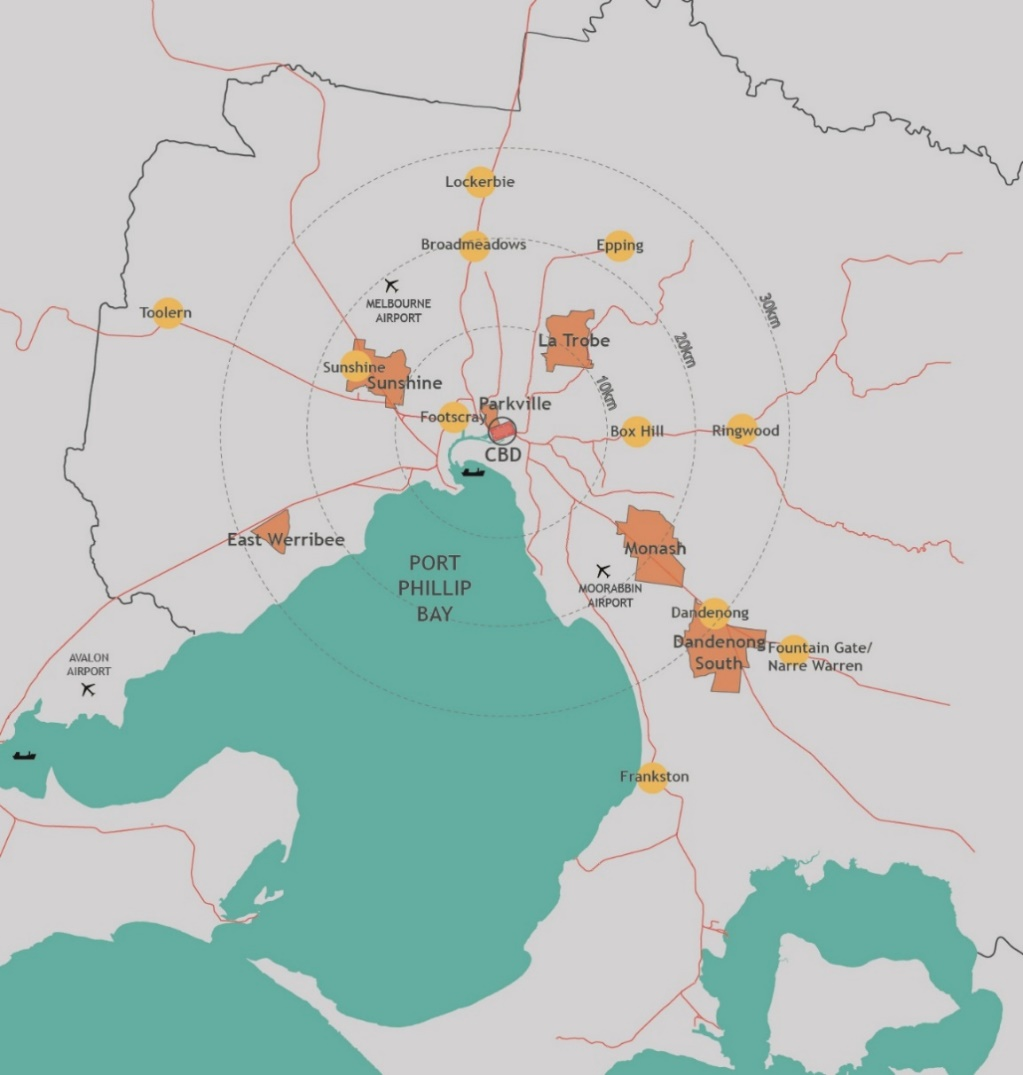 Lockerbie
Broadmeadows
Epping
MELBOURNE
AIRPORT
Toolern
30km
20km
10km
La Trobe
Sunshine
Sunshine
Parkville
Footscray
Box Hill
Ringwood
CBD
East Werribee
Monash
PORT
PHILLIP
BAY
MOORABBIN
AIRPORT
Dandenong
Dandenong
South
Fountain Gate/
Narre Warren
AVALON
AIRPORT
Frankston